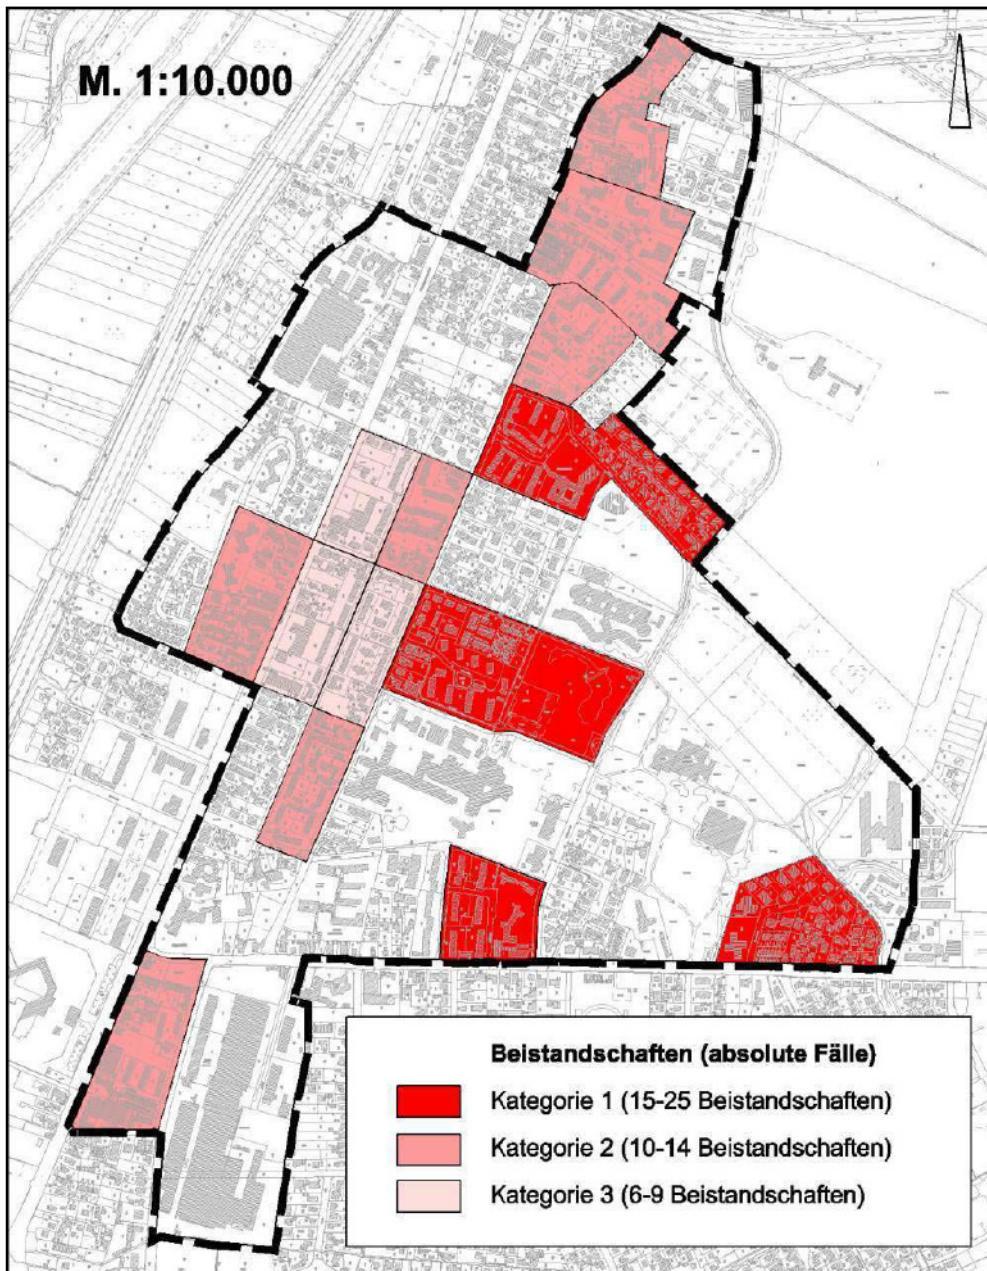 M. 1:10.000
Beistandschaften (absolute Fälle)
Kategorie 1 (15-25 Beistandschaften)
Kategorie 2 (10-14 Beistandschaften)
Kategorie 3 (6-9 Beistandschaften)